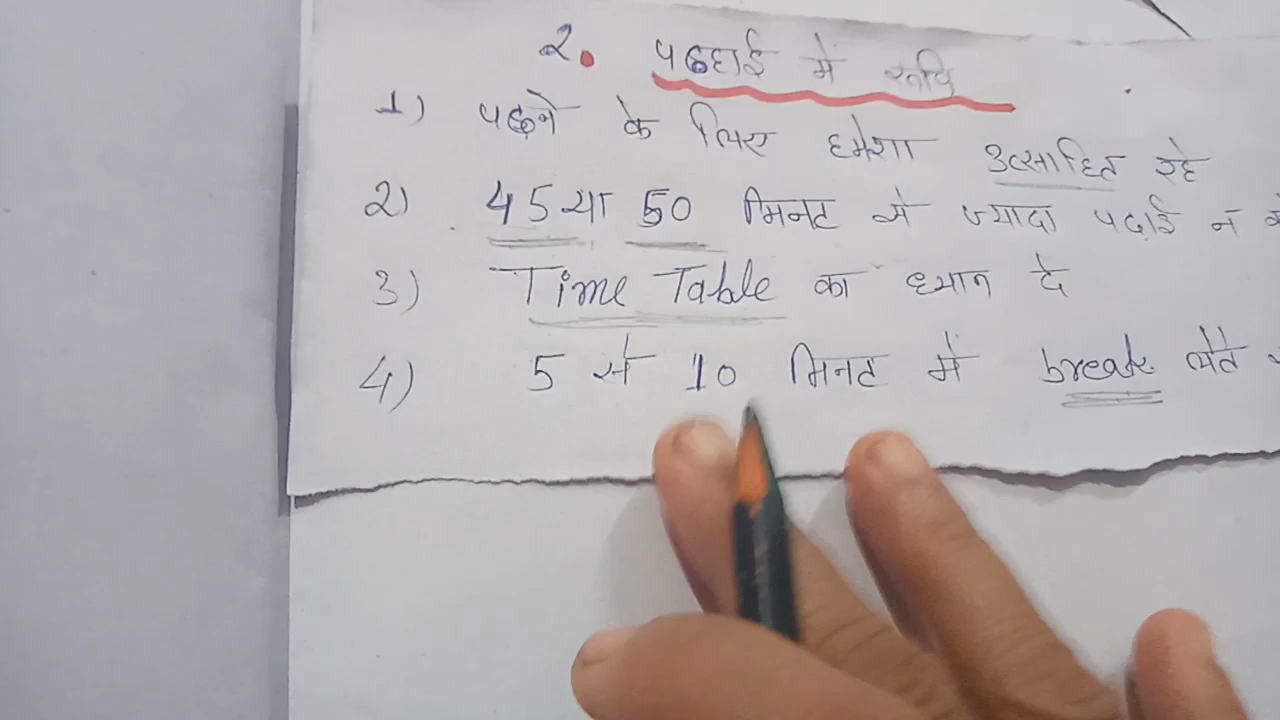 2. पढ़ाई में रूचि
1) पढ़ने के लिए हमेशा उत्साहित रहे
2) 45 या 50 मिनट से ज्यादा पढ़ाई न
3) Time Table का ध्यान दे
4) 5 से 10 मिनट में break लेते